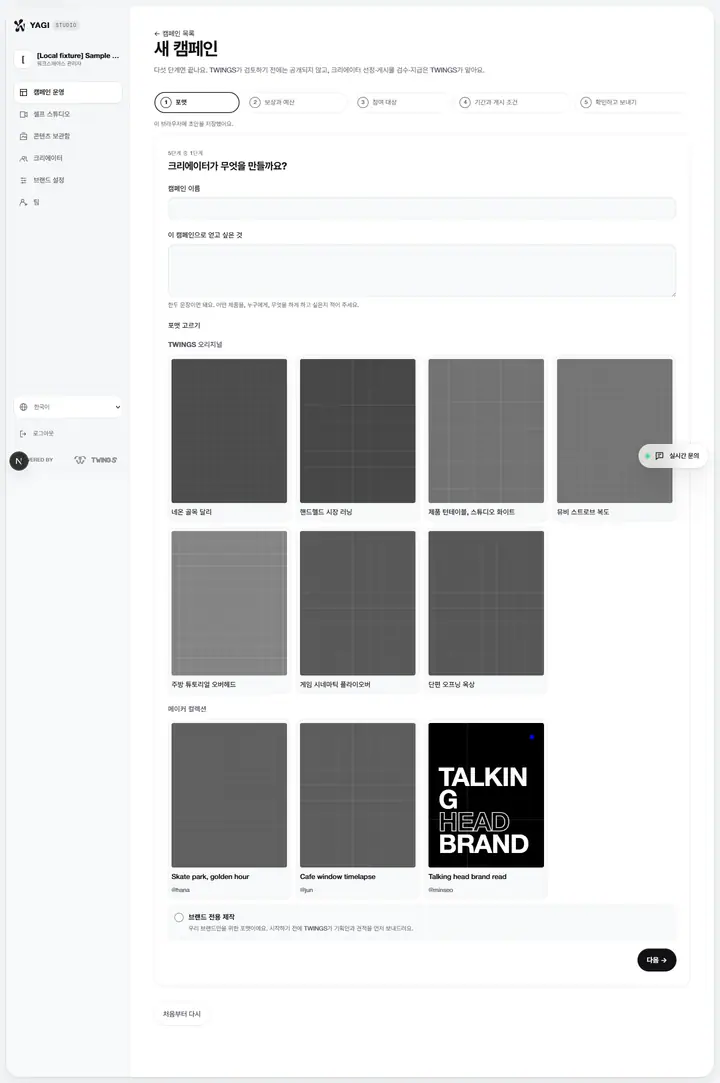 YAGI STUDIO
[Local fixture] Sample ...
워크스페이스 관리자
캠페인 운영
셀프 스튜디오
콘텐츠 보관함
크리에이터
브랜드 설정
팀
한국어
로그아웃
N
ERED BY TWINGS
← 캠페인 목록
새 캠페인
다섯 단계면 끝나요. TWINGS가 검토하기 전에는 공개되지 않고, 크리에이터 선정·게시물 검수·지급은 TWINGS가 맡아요.
1 포맷
2 보상과 예산
3 참여 대상
4 기간과 게시 조건
5 확인하고 보내기
이 브라우저에 초안을 저장했어요.
5단계 중 1단계
크리에이터가 무엇을 만들까요?
캠페인 이름
이 캠페인으로 얻고 싶은 것
한두 문장이면 돼요. 어떤 제품을, 누구에게, 무엇을 하게 하고 싶은지 적어 주세요.
포맷 고르기
TWINGS 오리지널
네온 골목 달리
핸드헬드 시장 러닝
제품 턴테이블, 스튜디오 화이트
뮤비 스트로브 복도
실시간 문의
주방 튜토리얼 오버헤드
게임 시네마틱 플라이오버
단편 오프닝 옥상
메이커 컬렉션
TALKIN
G
HEAD
BRAND
Skate park, golden hour
@hana
Cafe window timelapse
@jun
Talking head brand read
@minseo
브랜드 전용 제작
우리 브랜드만을 위한 포맷이에요. 시작하기 전에 TWINGS가 기획안과 견적을 먼저 보내드려요.
다음 →
처음부터 다시